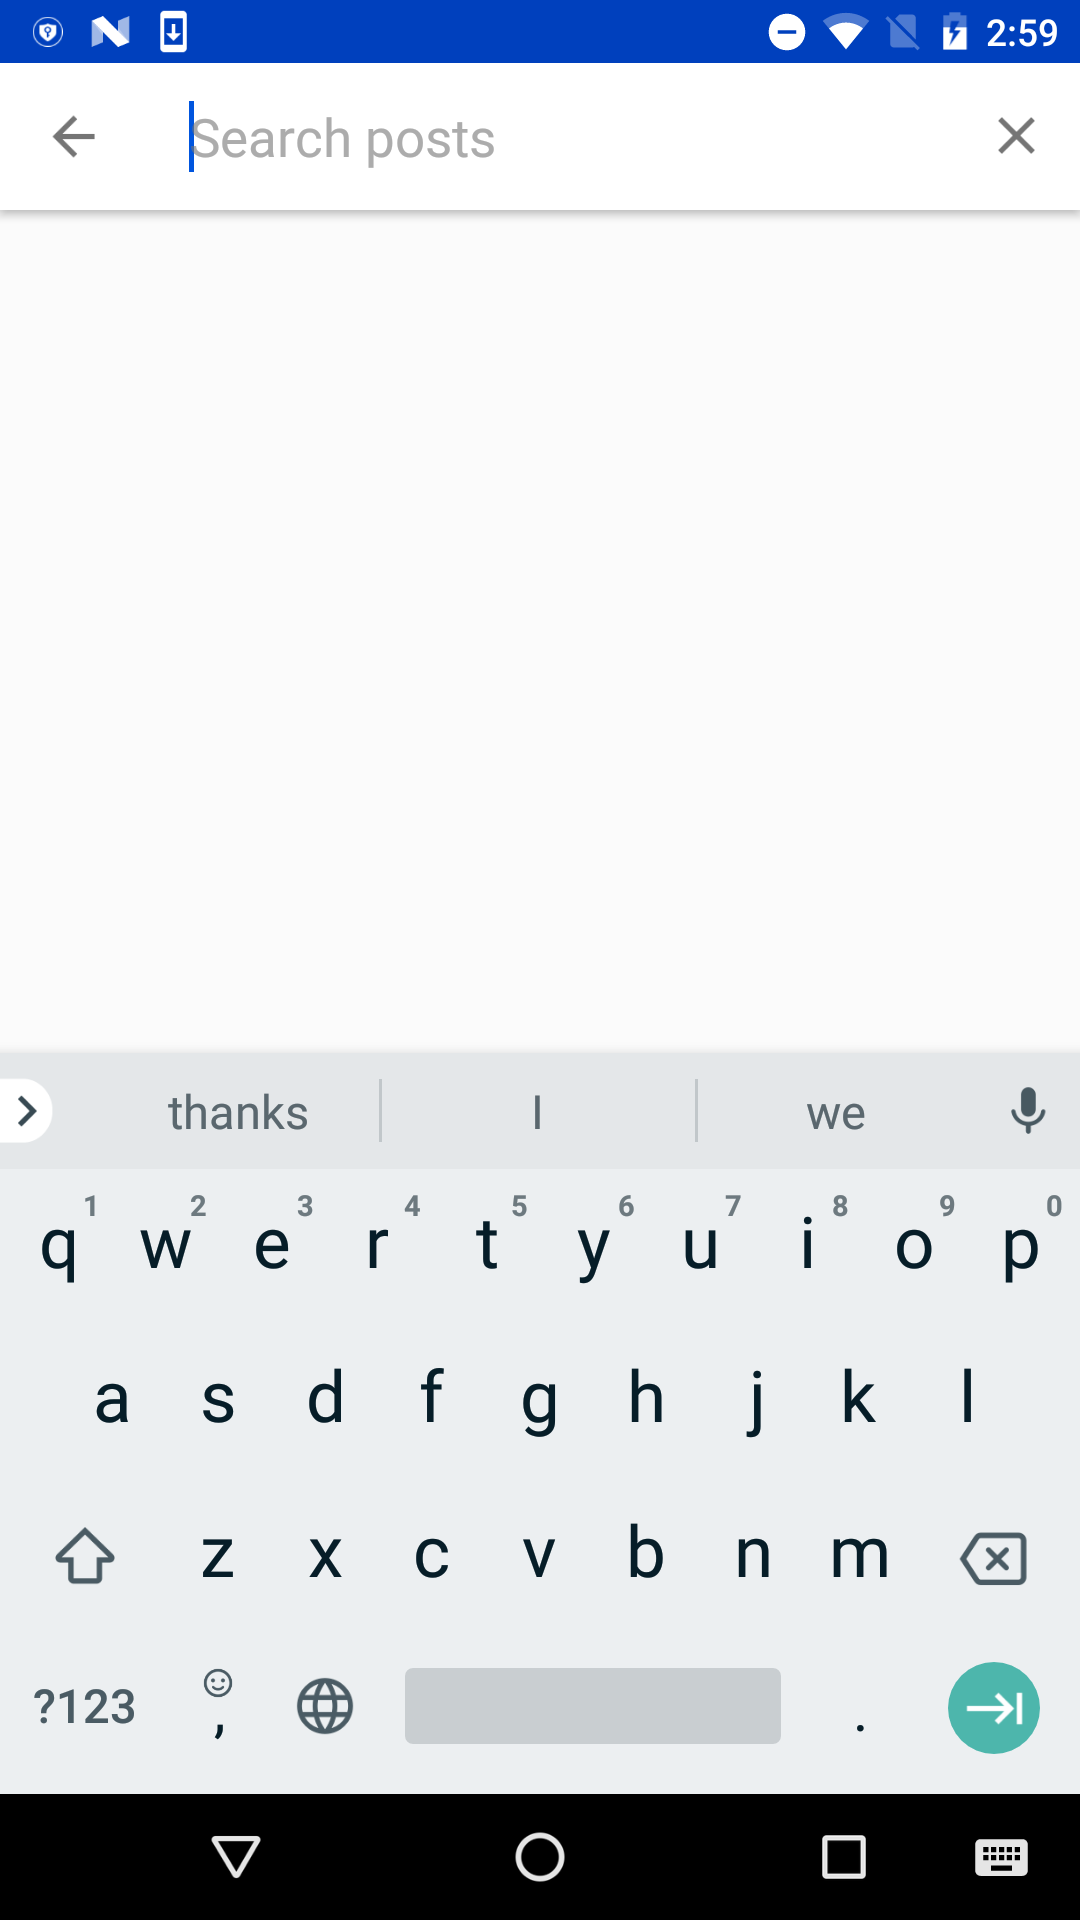 2:59
Search posts
thanks I we
1 2 3 4 5 6 7 8 9 0
q w e r t y u i o p
a s d f g h j k l
z x c v b n m
?123 , .